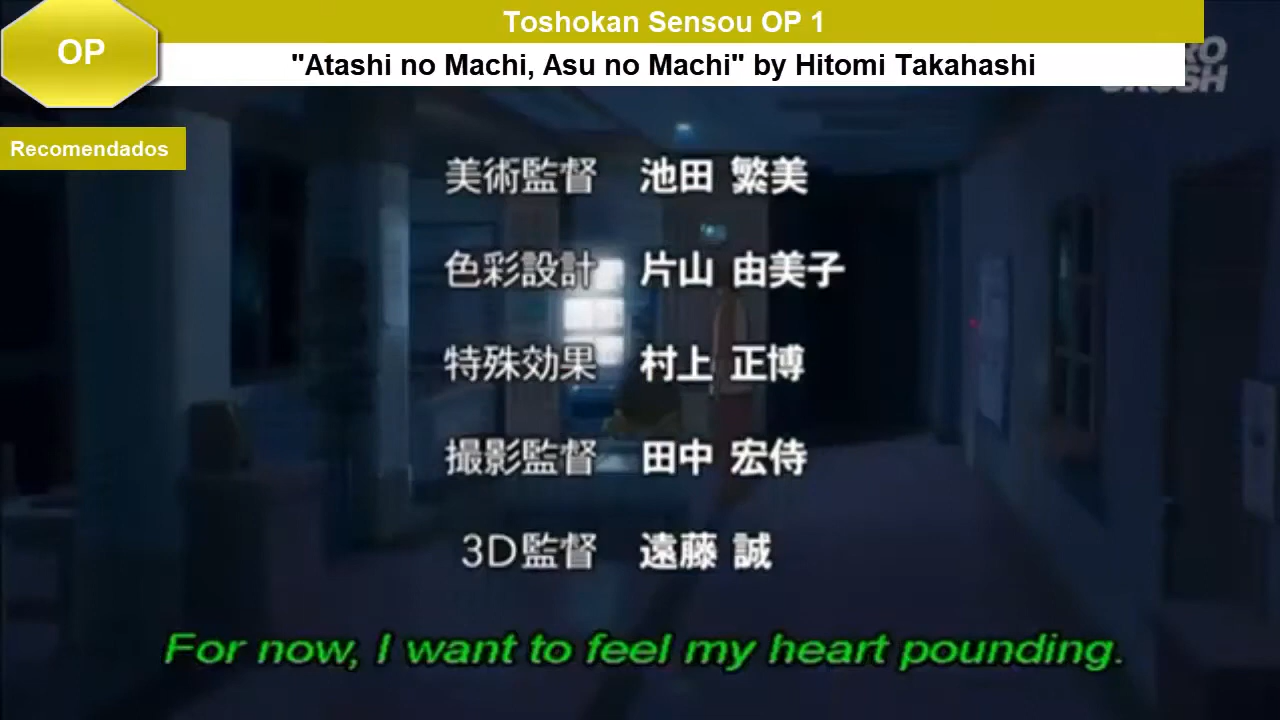 OP
Toshokan Sensou OP 1
"Atashi no Machi, Asu no Machi" by Hitomi Takahashi
Recomendados
美術監督 池田 繁美
色彩設計 片山 由美子
特殊効果 村上 正博
撮影監督 田中 宏侍
3D監督 遠藤 誠
For now, I want to feel my heart pounding.